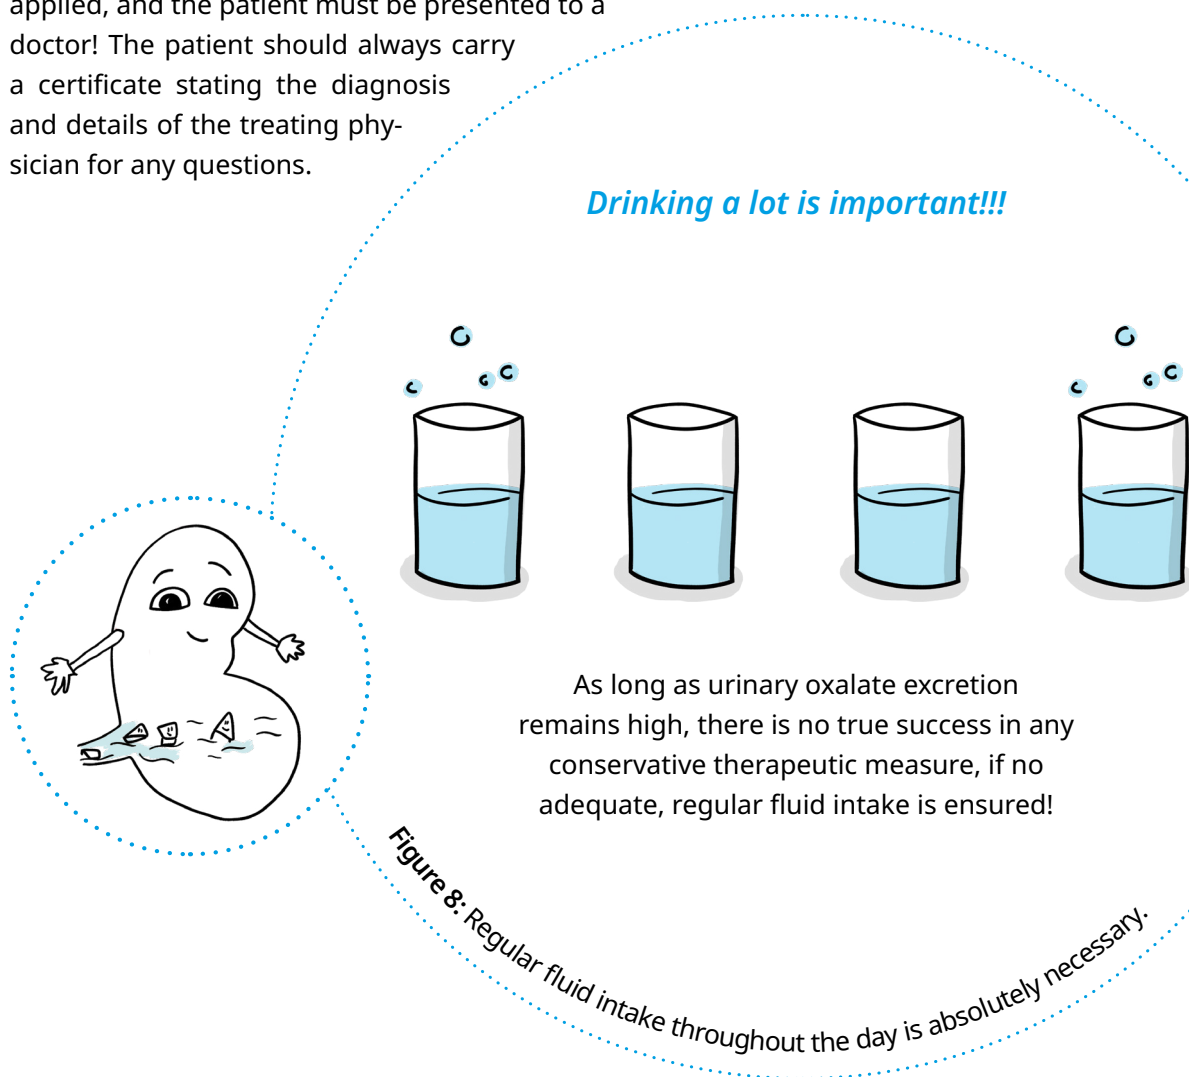 applied, and the patient must be presented to a
doctor! The patient should always carry
a certificate stating the diagnosis
and details of the treating phy-
sician for any questions.
Drinking a lot is important!!!
As long as urinary oxalate excretion
remains high, there is no true success in any
conservative therapeutic measure, if no
adequate, regular fluid intake is ensured!
Figure 8: Regular fluid intake throughout the day is absolutely necessary.